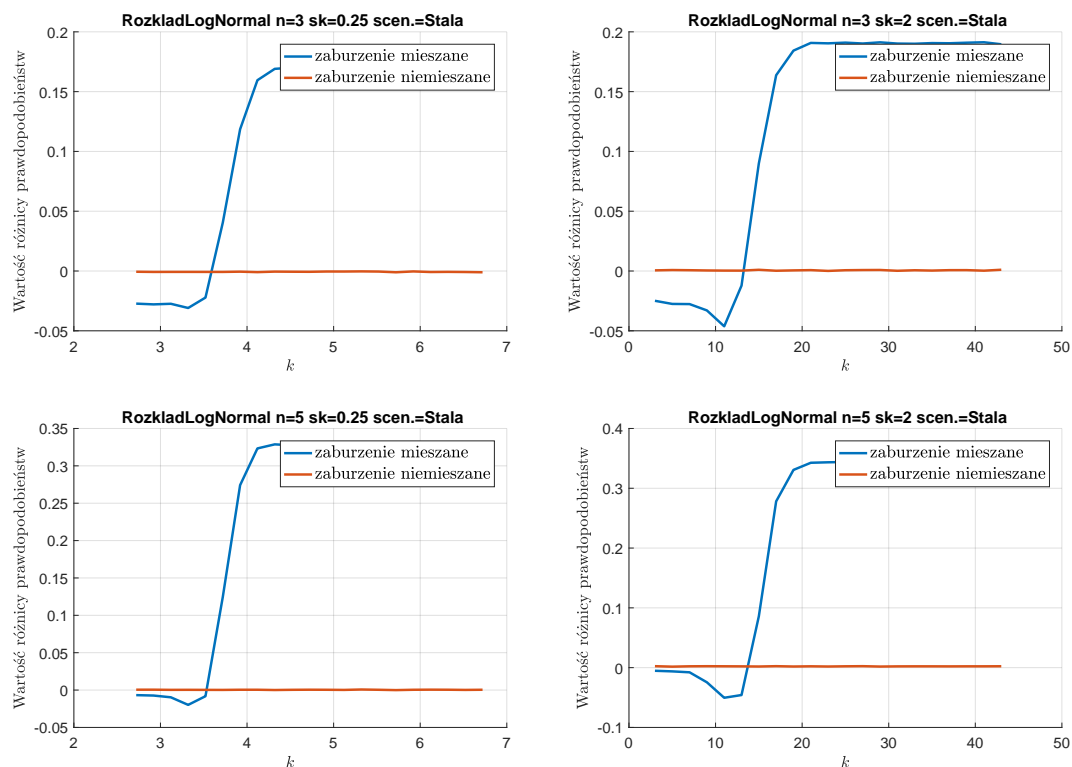 RozkladLogNormal n=3 sk=0.25 scen.=Stala
Wartość różnicy prawdopodobieństw
0.2
0.15
0.1
0.05
0
-0.05
zaburzenie mieszane
zaburzenie niemieszane
2 3 4 5 6 7
k
RozkladLogNormal n=3 sk=2 scen.=Stala
Wartość różnicy prawdopodobieństw
0.2
0.15
0.1
0.05
0
-0.05
zaburzenie mieszane
zaburzenie niemieszane
0 10 20 30 40 50
k
RozkladLogNormal n=5 sk=0.25 scen.=Stala
Wartość różnicy prawdopodobieństw
0.35
0.3
0.25
0.2
0.15
0.1
0.05
0
-0.05
zaburzenie mieszane
zaburzenie niemieszane
2 3 4 5 6 7
k
RozkladLogNormal n=5 sk=2 scen.=Stala
Wartość różnicy prawdopodobieństw
0.4
0.3
0.2
0.1
0
-0.1
zaburzenie mieszane
zaburzenie niemieszane
0 10 20 30 40 50
k